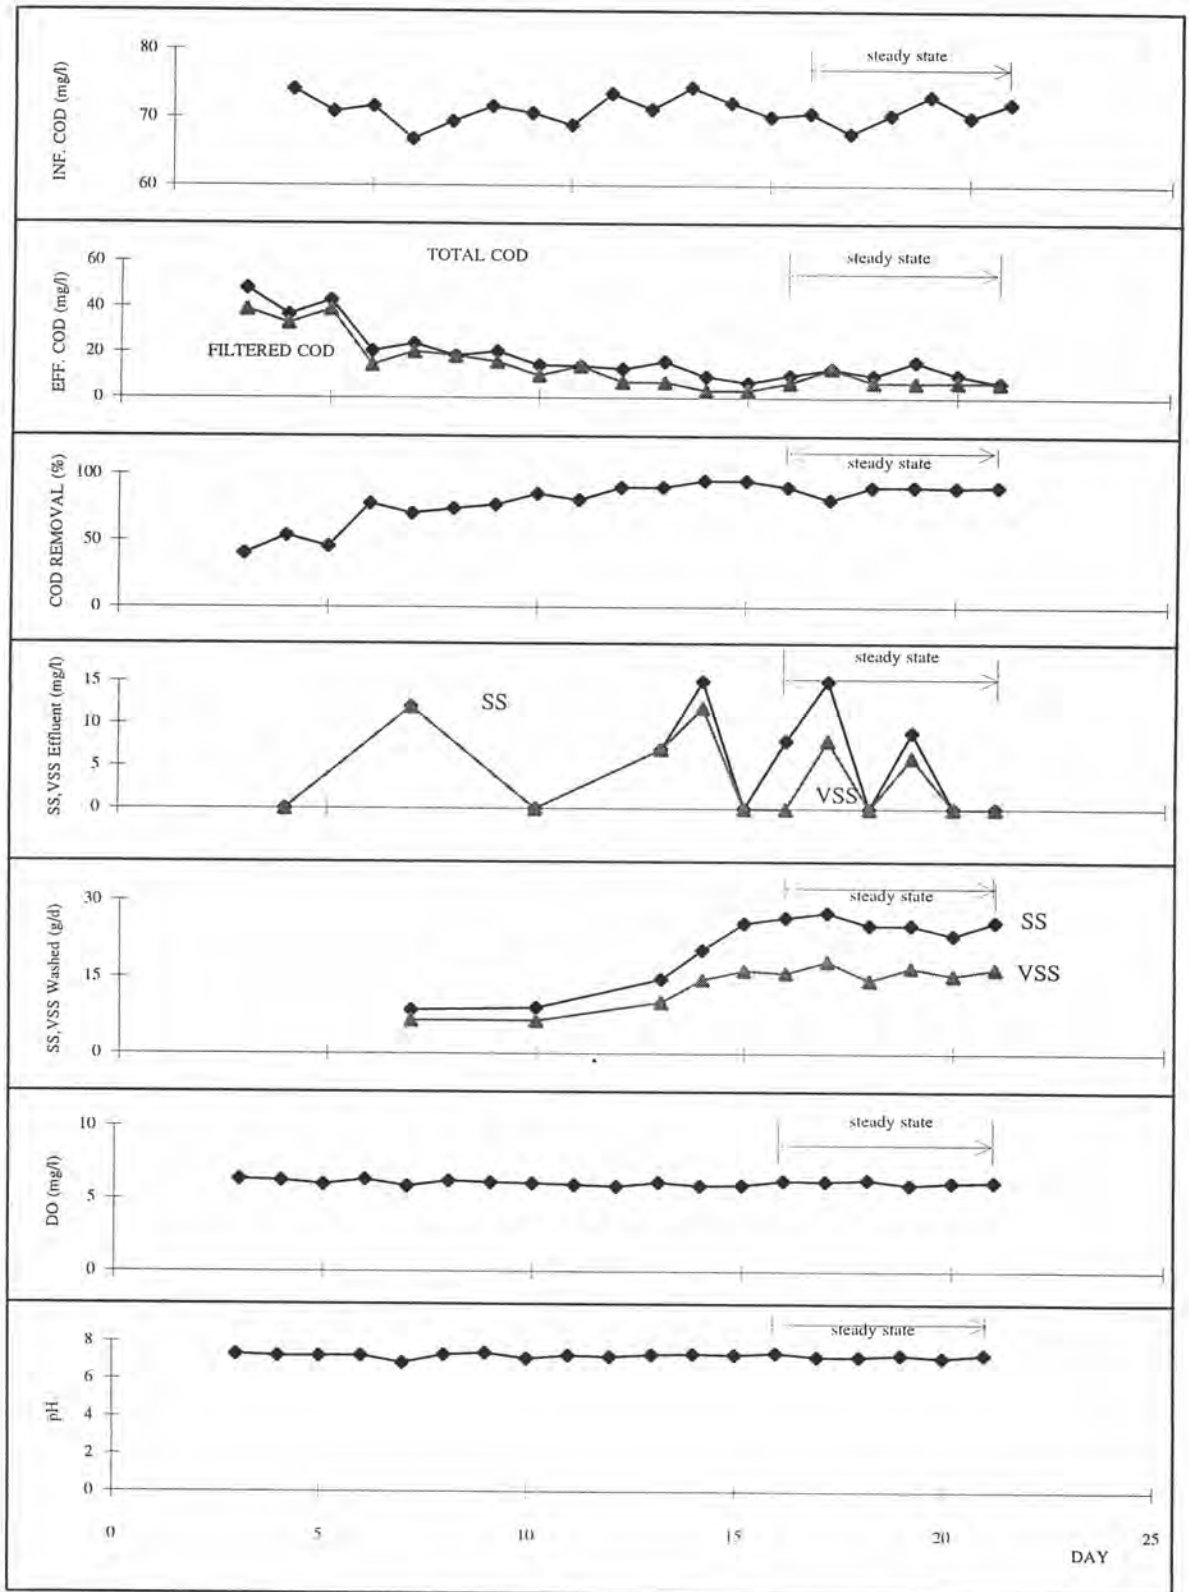 INF. COD (mg/l)
80
70
60
steady state
EFF. COD (mg/l)
60
40
20
0
TOTAL COD
FILTERED COD
steady state
COD REMOVAL (%)
100
50
0
steady state
SS,VSS Effluent (mg/l)
15
10
5
0
SS
VSS
steady state
SS,VSS Washed (g/d)
30
15
0
steady state
SS
VSS
DO (mg/l)
10
5
0
steady state
pH.
8
6
4
2
0
steady state
0 5 10 15 20 25
DAY